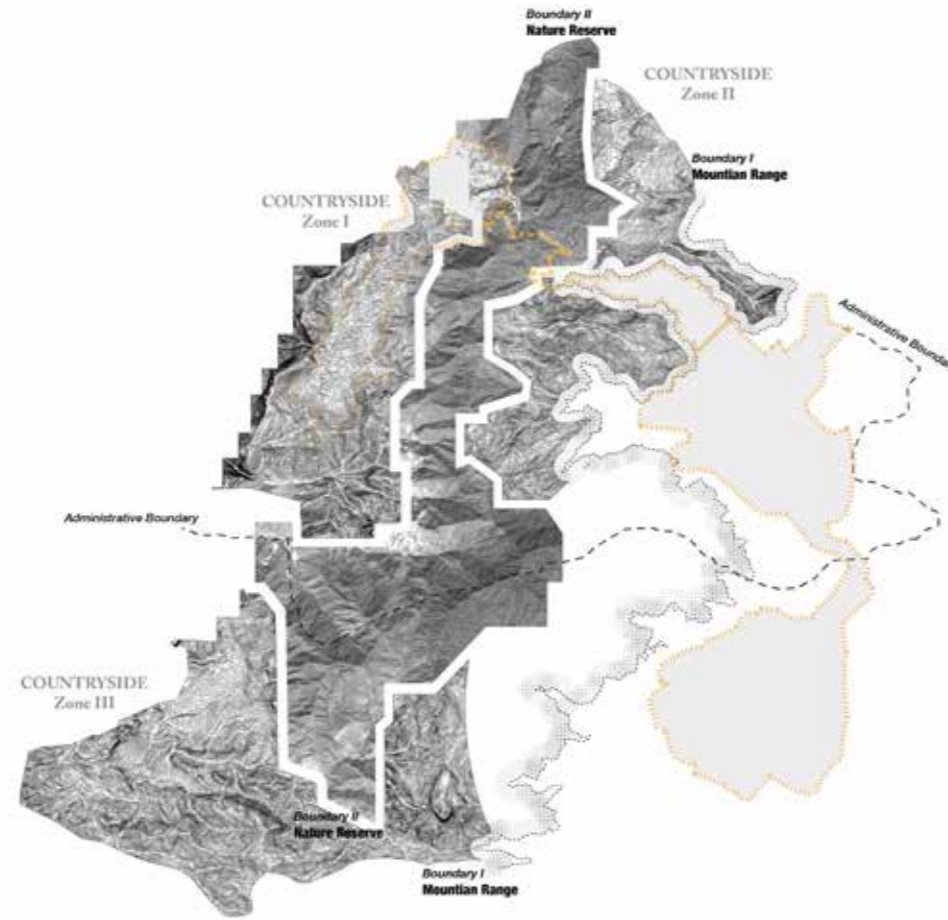 Boundary II
Nature Reserve
COUNTRYSIDE
Zone II
Boundary I
Mountian Range
COUNTRYSIDE
Zone I
Administrative Bounda
Administrative Boundary
COUNTRYSIDE
Zone III
Boundary II
Nature Reserve
Boundary I
Mountian Range